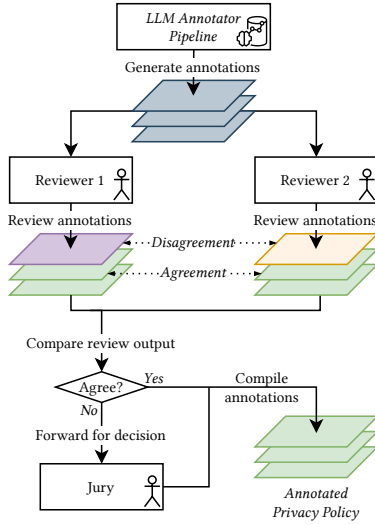 LLM Annotator
Pipeline
Generate annotations
Reviewer 1
Reviewer 2
Review annotations
Review annotations
Disagreement
Agreement
Compare review output
Agree?
Yes
No
Compile
annotations
Forward for decision
Jury
Annotated
Privacy Policy